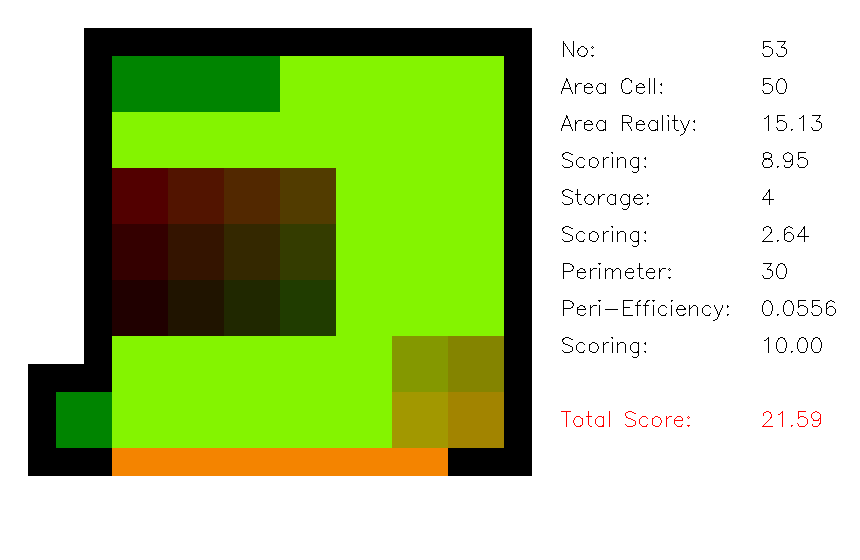 No: 53
Area Cell: 50
Area Reality: 15.13
Scoring: 8.95
Storage: 4
Scoring: 2.64
Perimeter: 30
Peri-Efficiency: 0.0556
Scoring: 10.00
Total Score: 21.59